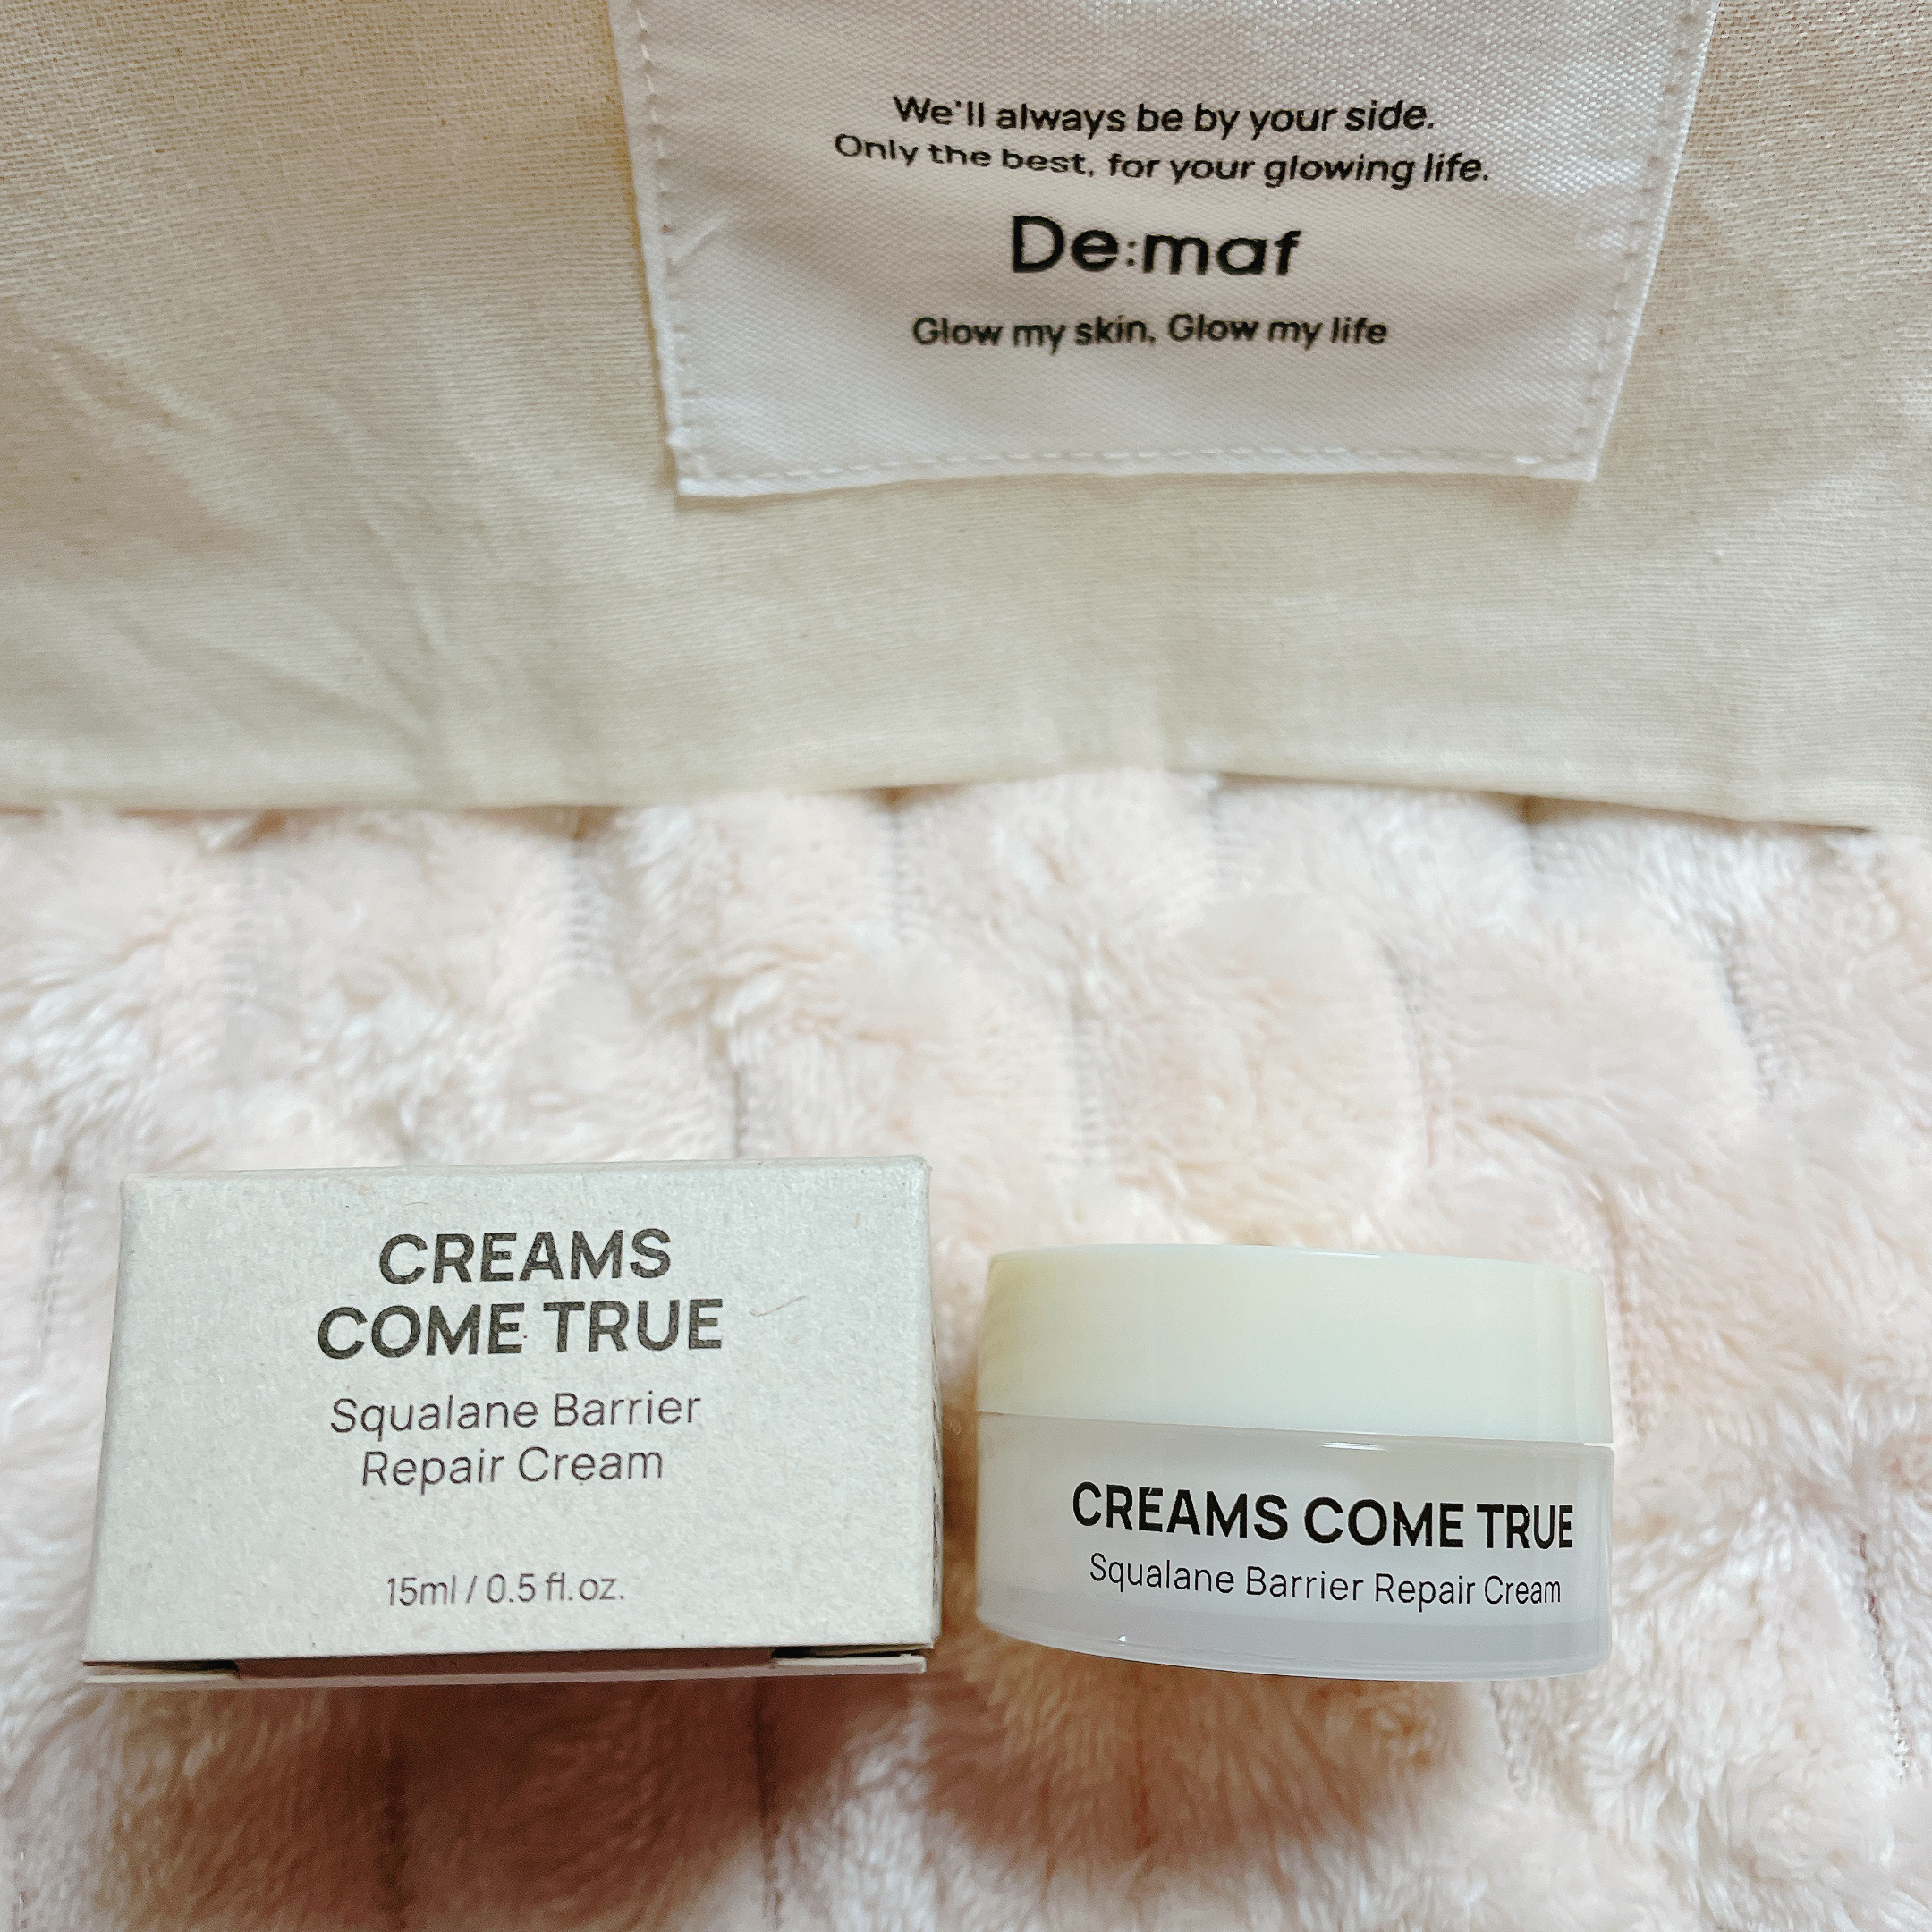 We'll always be by your side.
Only the best, for your glowing life.
De:maf
Glow my skin, Glow my life
CREAMS
COME TRUE
Squalane Barrier
Repair Cream
15ml / 0.5 fl. oz.
CREAMS COME TRUE
Squalane Barrier Repair Cream